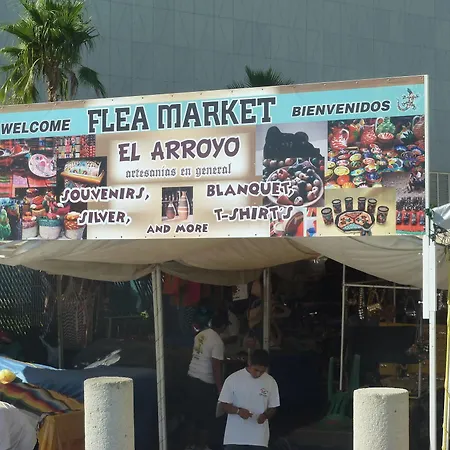 WELCOME FLEA MARKET BIENVENIDOS
EL ARROYO
artesanias en general
SOUVENIRS, BLANQUET,
SILVER, T-SHIRT'S
AND MORE